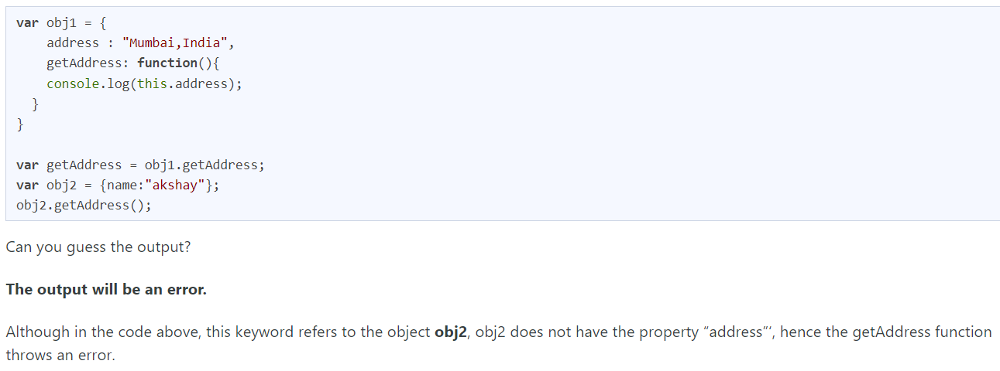 var obj1 = {
    address : "Mumbai,India",
    getAddress: function(){
    console.log(this.address);
  }
}

var getAddress = obj1.getAddress;
var obj2 = {name:"akshay"};
obj2.getAddress();
Can you guess the output?
The output will be an error.
Although in the code above, this keyword refers to the object obj2, obj2 does not have the property “address”‘, hence the getAddress function
throws an error.